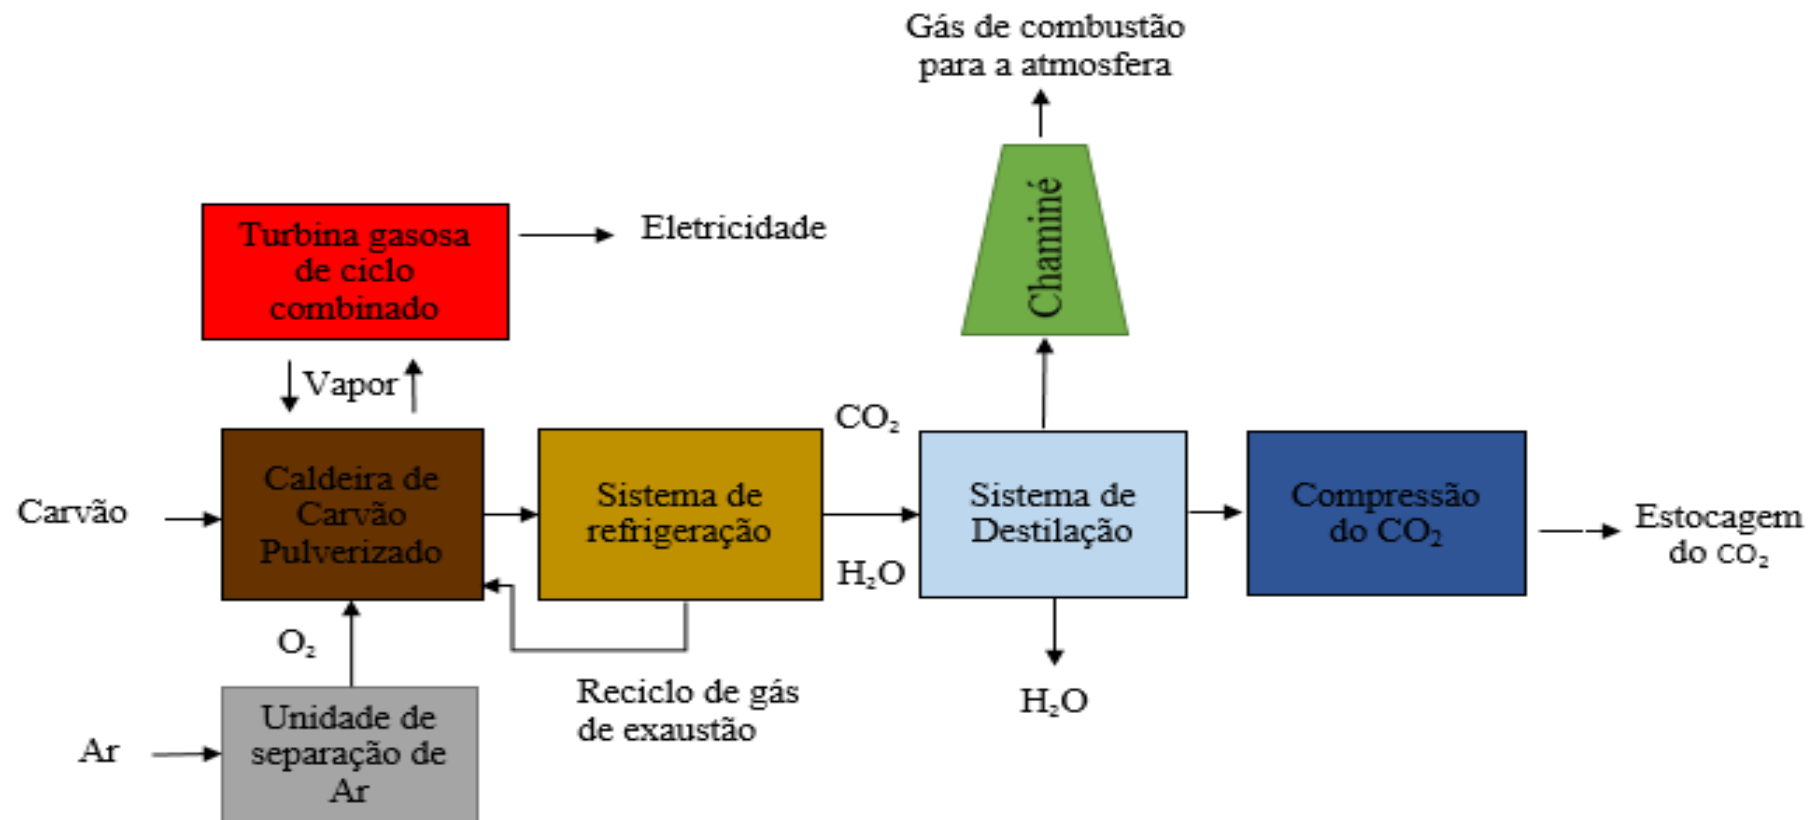 Gás de combustão
para a atmosfera
Chaminé
Turbina gasosa
de ciclo
combinado
Eletricidade
Vapor
CO₂
Carvão
Caldeira de
Carvão
Pulverizado
Sistema de
refrigeração
Sistema de
Destilação
Compressão
do CO₂
Estocagem
do CO₂
H₂O
O₂
Reciclo de gás
de exaustão
H₂O
Ar
Unidade de
separação de
Ar